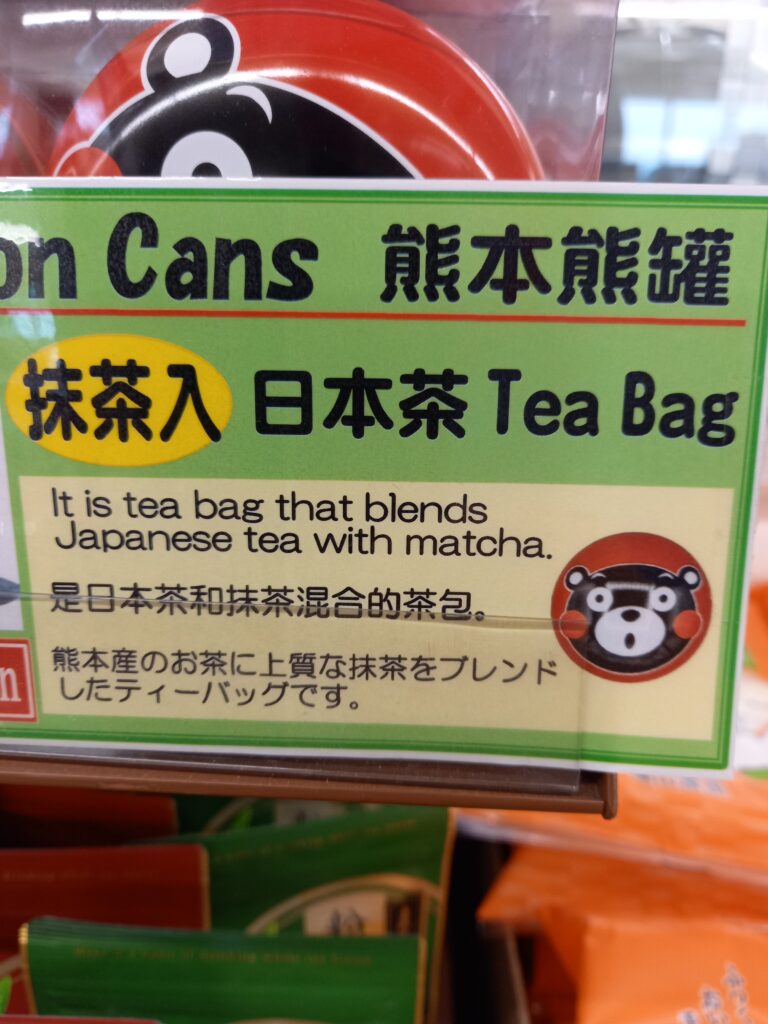 on Cans 熊本熊罐
抹茶入 日本茶 Tea Bag
It is tea bag that blends
Japanese tea with matcha.
是日本茶和抹茶混合的茶包。
熊本産のお茶に上質な抹茶をブレンド
したティーバッグです。
n